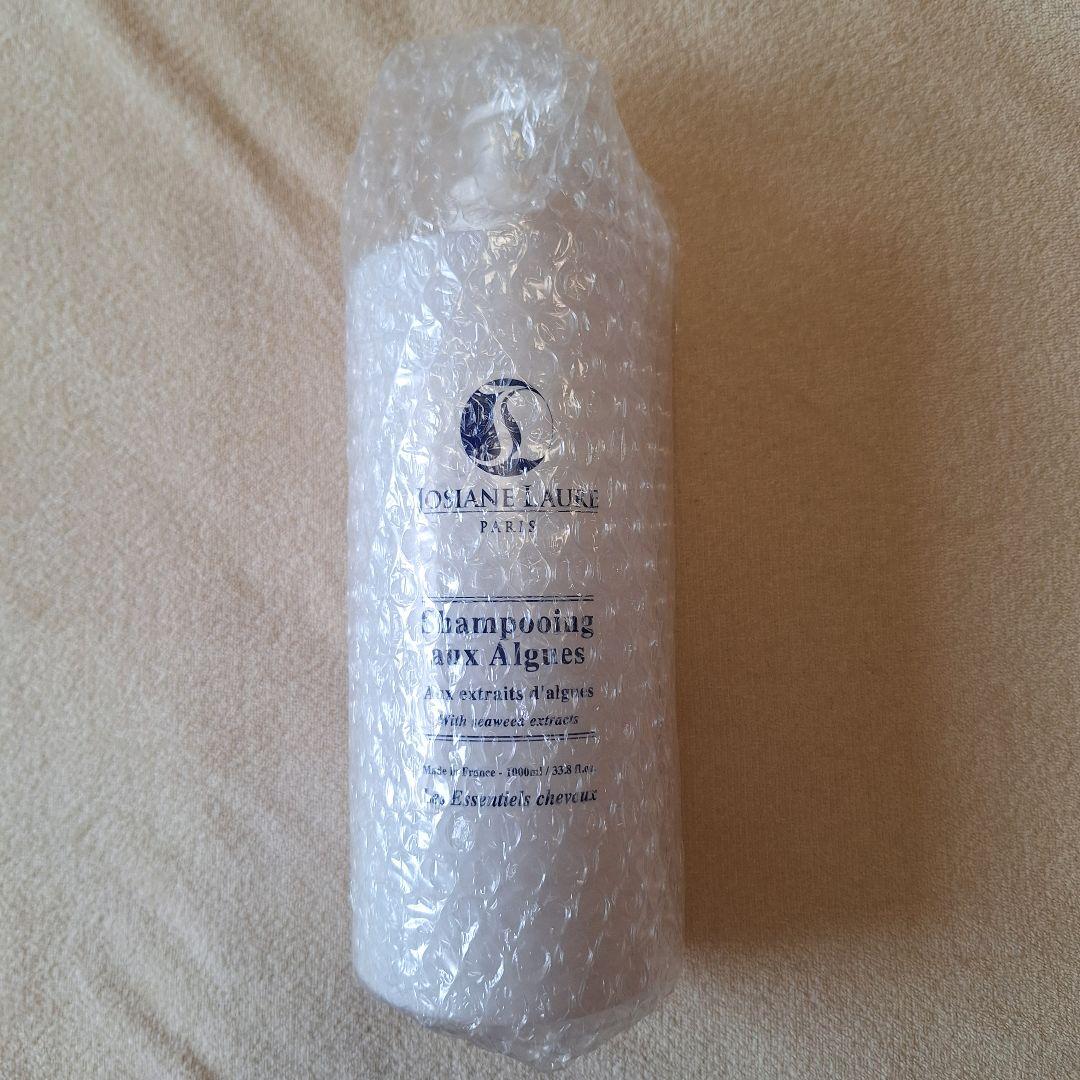 JOSIANE LAURE
PARIS
Shampooing
aux Algues
Aux extraits d'algues
With seaweed extracts
Made in France - 1000ml / 33.8 fl.oz.
Les Essentiels cheveux